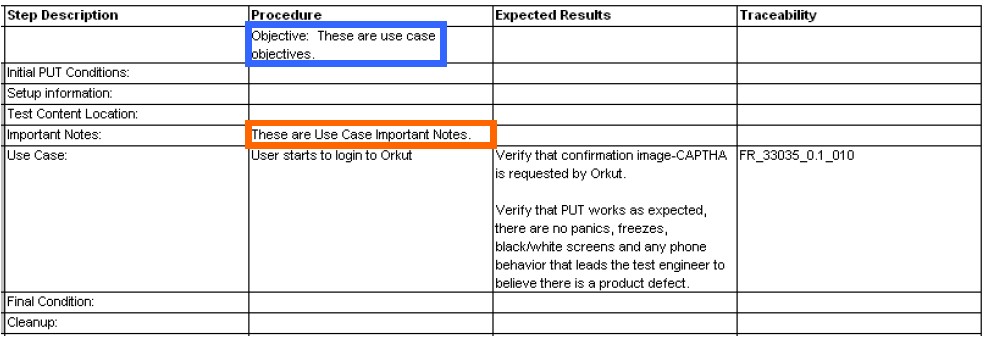 Step Description Procedure Expected Results Traceability
Objective: These are use case
objectives.
Initial PUT Conditions:
Setup information:
Test Content Location:
Important Notes: These are Use Case Important Notes.
Use Case: User starts to login to Orkut Verify that confirmation image-CAPTHA FR_33035_0.1_010
is requested by Orkut.
Verify that PUT works as expected,
there are no panics, freezes,
black/white screens and any phone
behavior that leads the test engineer to
believe there is a product defect.
Final Condition:
Cleanup: